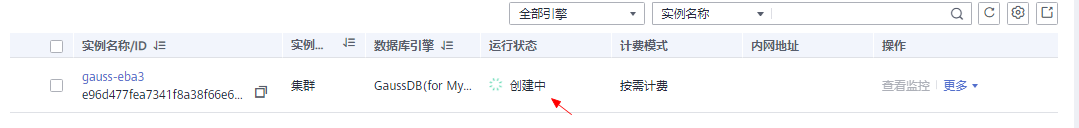 全部引擎 实例名称
实例名称/ID 实例... 数据库引擎 运行状态 计费模式 内网地址 操作
gauss-eba3
e96d477fea7341f8a38f66e6... 集群 GaussDB(for My... 创建中 按需计费 查看监控 更多